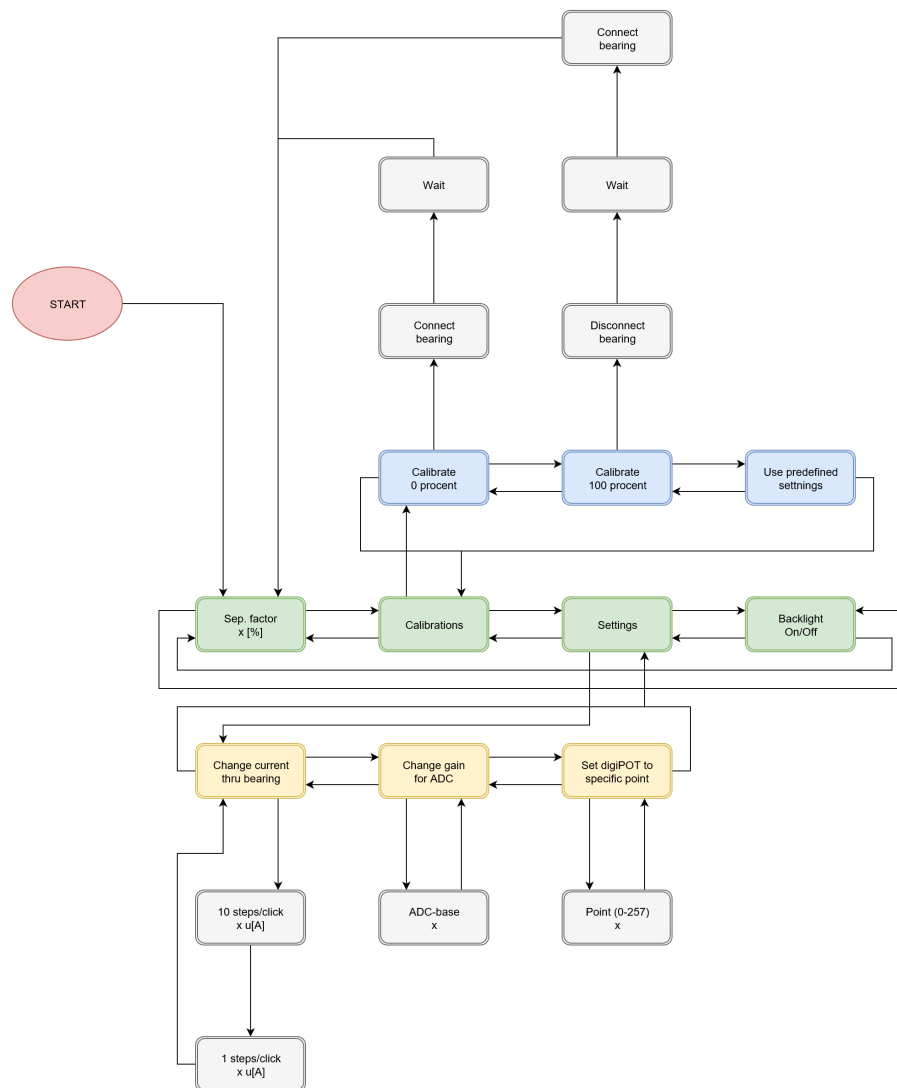 Connect
bearing
Wait
Wait
START
Connect
bearing
Disconnect
bearing
Calibrate
0 procent
Calibrate
100 procent
Use predefined
settnings
Sep. factor
x [%]
Calibrations
Settings
Backlight
On/Off
Change current
thru bearing
Change gain
for ADC
Set digiPOT to
specific point
10 steps/click
x u[A]
ADC-base
x
Point (0-257)
x
1 steps/click
x u[A]